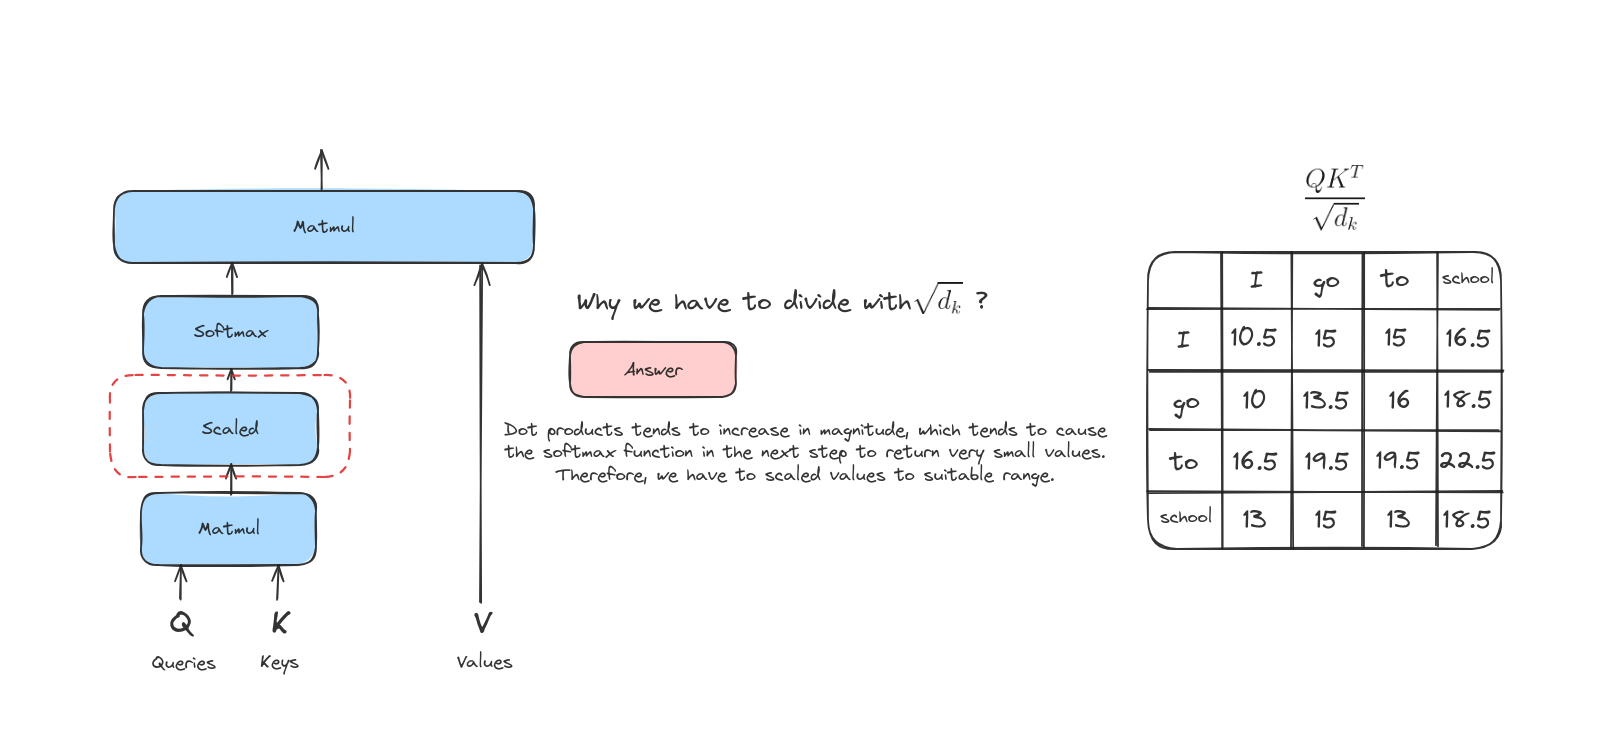 Matmul
Softmax
Scaled
Matmul
Q K V
Queries Keys Values
Why we have to divide with √d_k ?
Answer
Dot products tends to increase in magnitude, which tends to cause
the softmax function in the next step to return very small values.
Therefore, we have to scaled values to suitable range.
QK^T
√d_k
I go to school
I 10.5 15 15 16.5
go 10 13.5 16 18.5
to 16.5 19.5 19.5 22.5
school 13 15 13 18.5